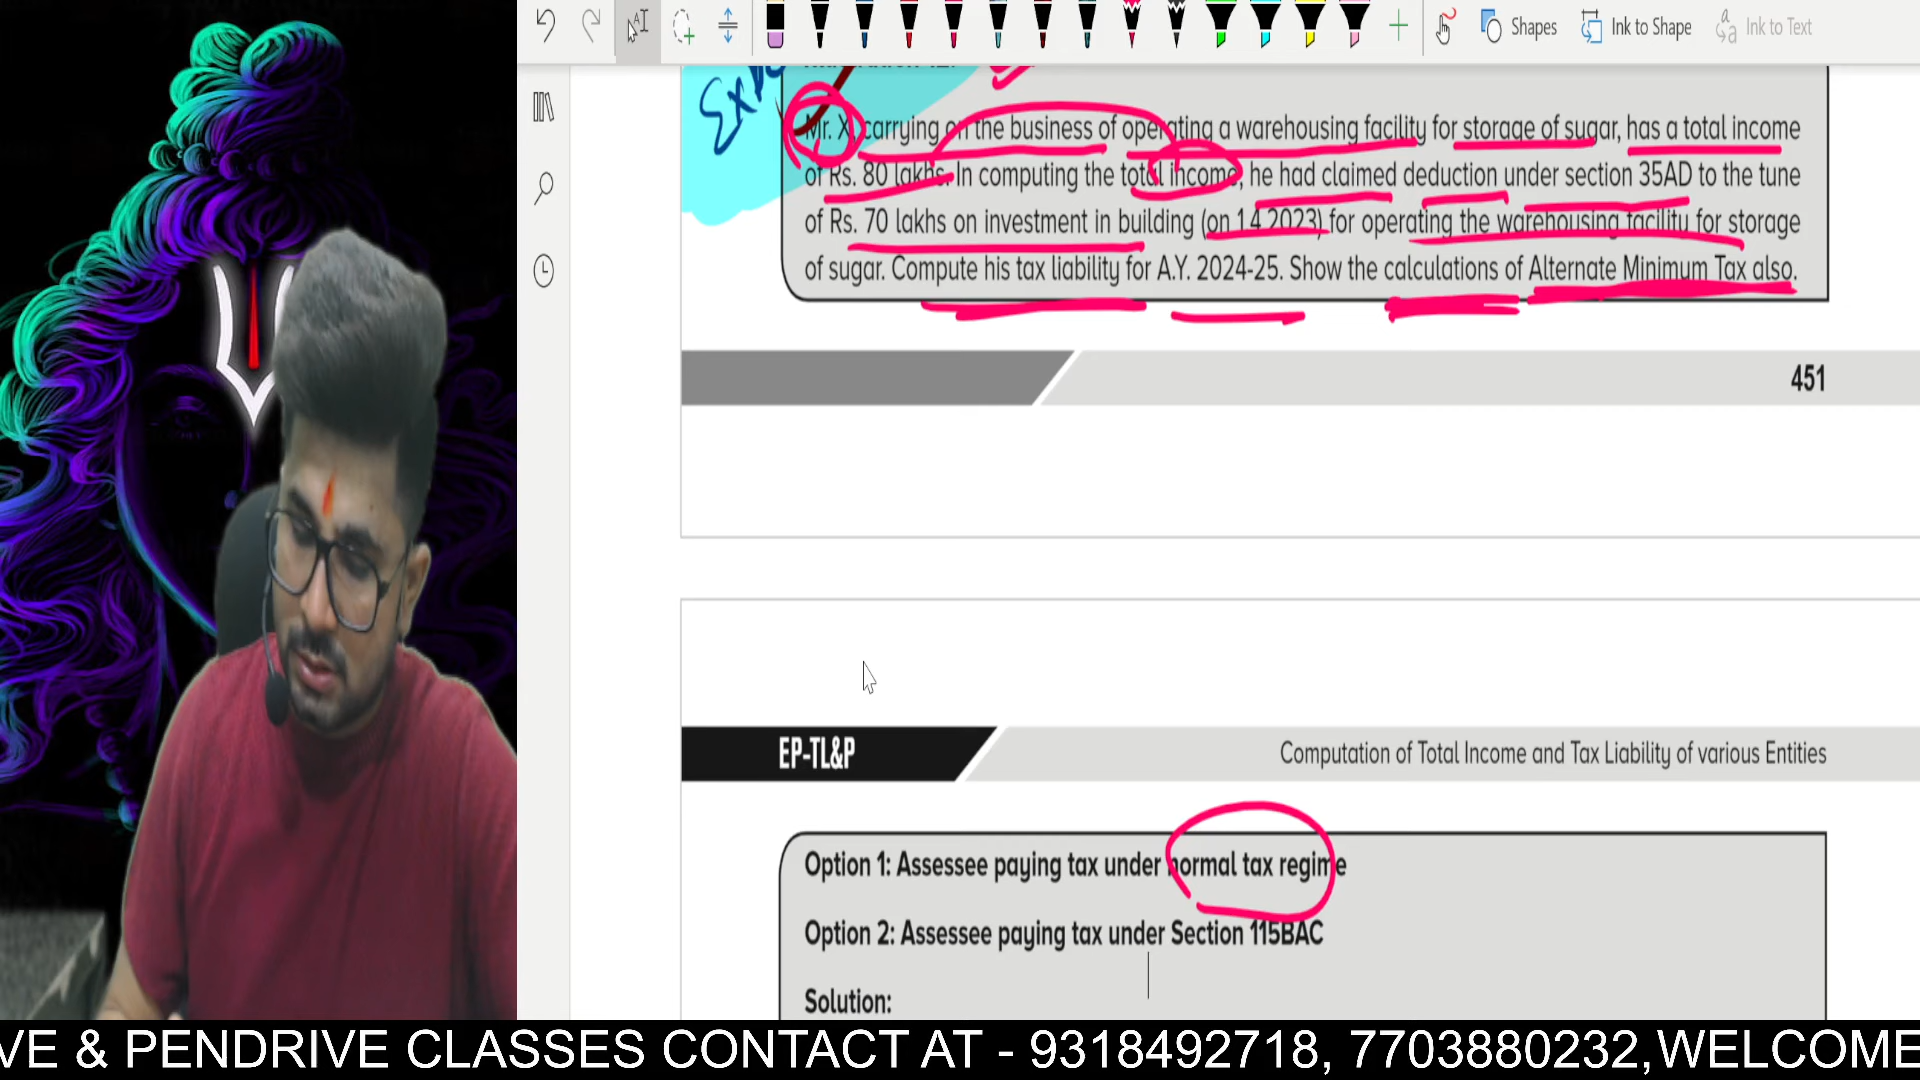 Shapes
Ink to Shape
Ink to Text
Mr. X, carrying on the business of operating a warehousing facility for storage of sugar, has a total income
of Rs. 80 lakhs. In computing the total income, he had claimed deduction under section 35AD to the tune
of Rs. 70 lakhs on investment in building (on 1.4.2023) for operating the warehousing facility for storage
of sugar. Compute his tax liability for A.Y. 2024-25. Show the calculations of Alternate Minimum Tax also.
451
EP-TL&P
Computation of Total Income and Tax Liability of various Entities
Option 1: Assessee paying tax under normal tax regime
Option 2: Assessee paying tax under Section 115BAC
Solution:
VE & PENDRIVE CLASSES CONTACT AT - 9318492718, 7703880232,WELCOME